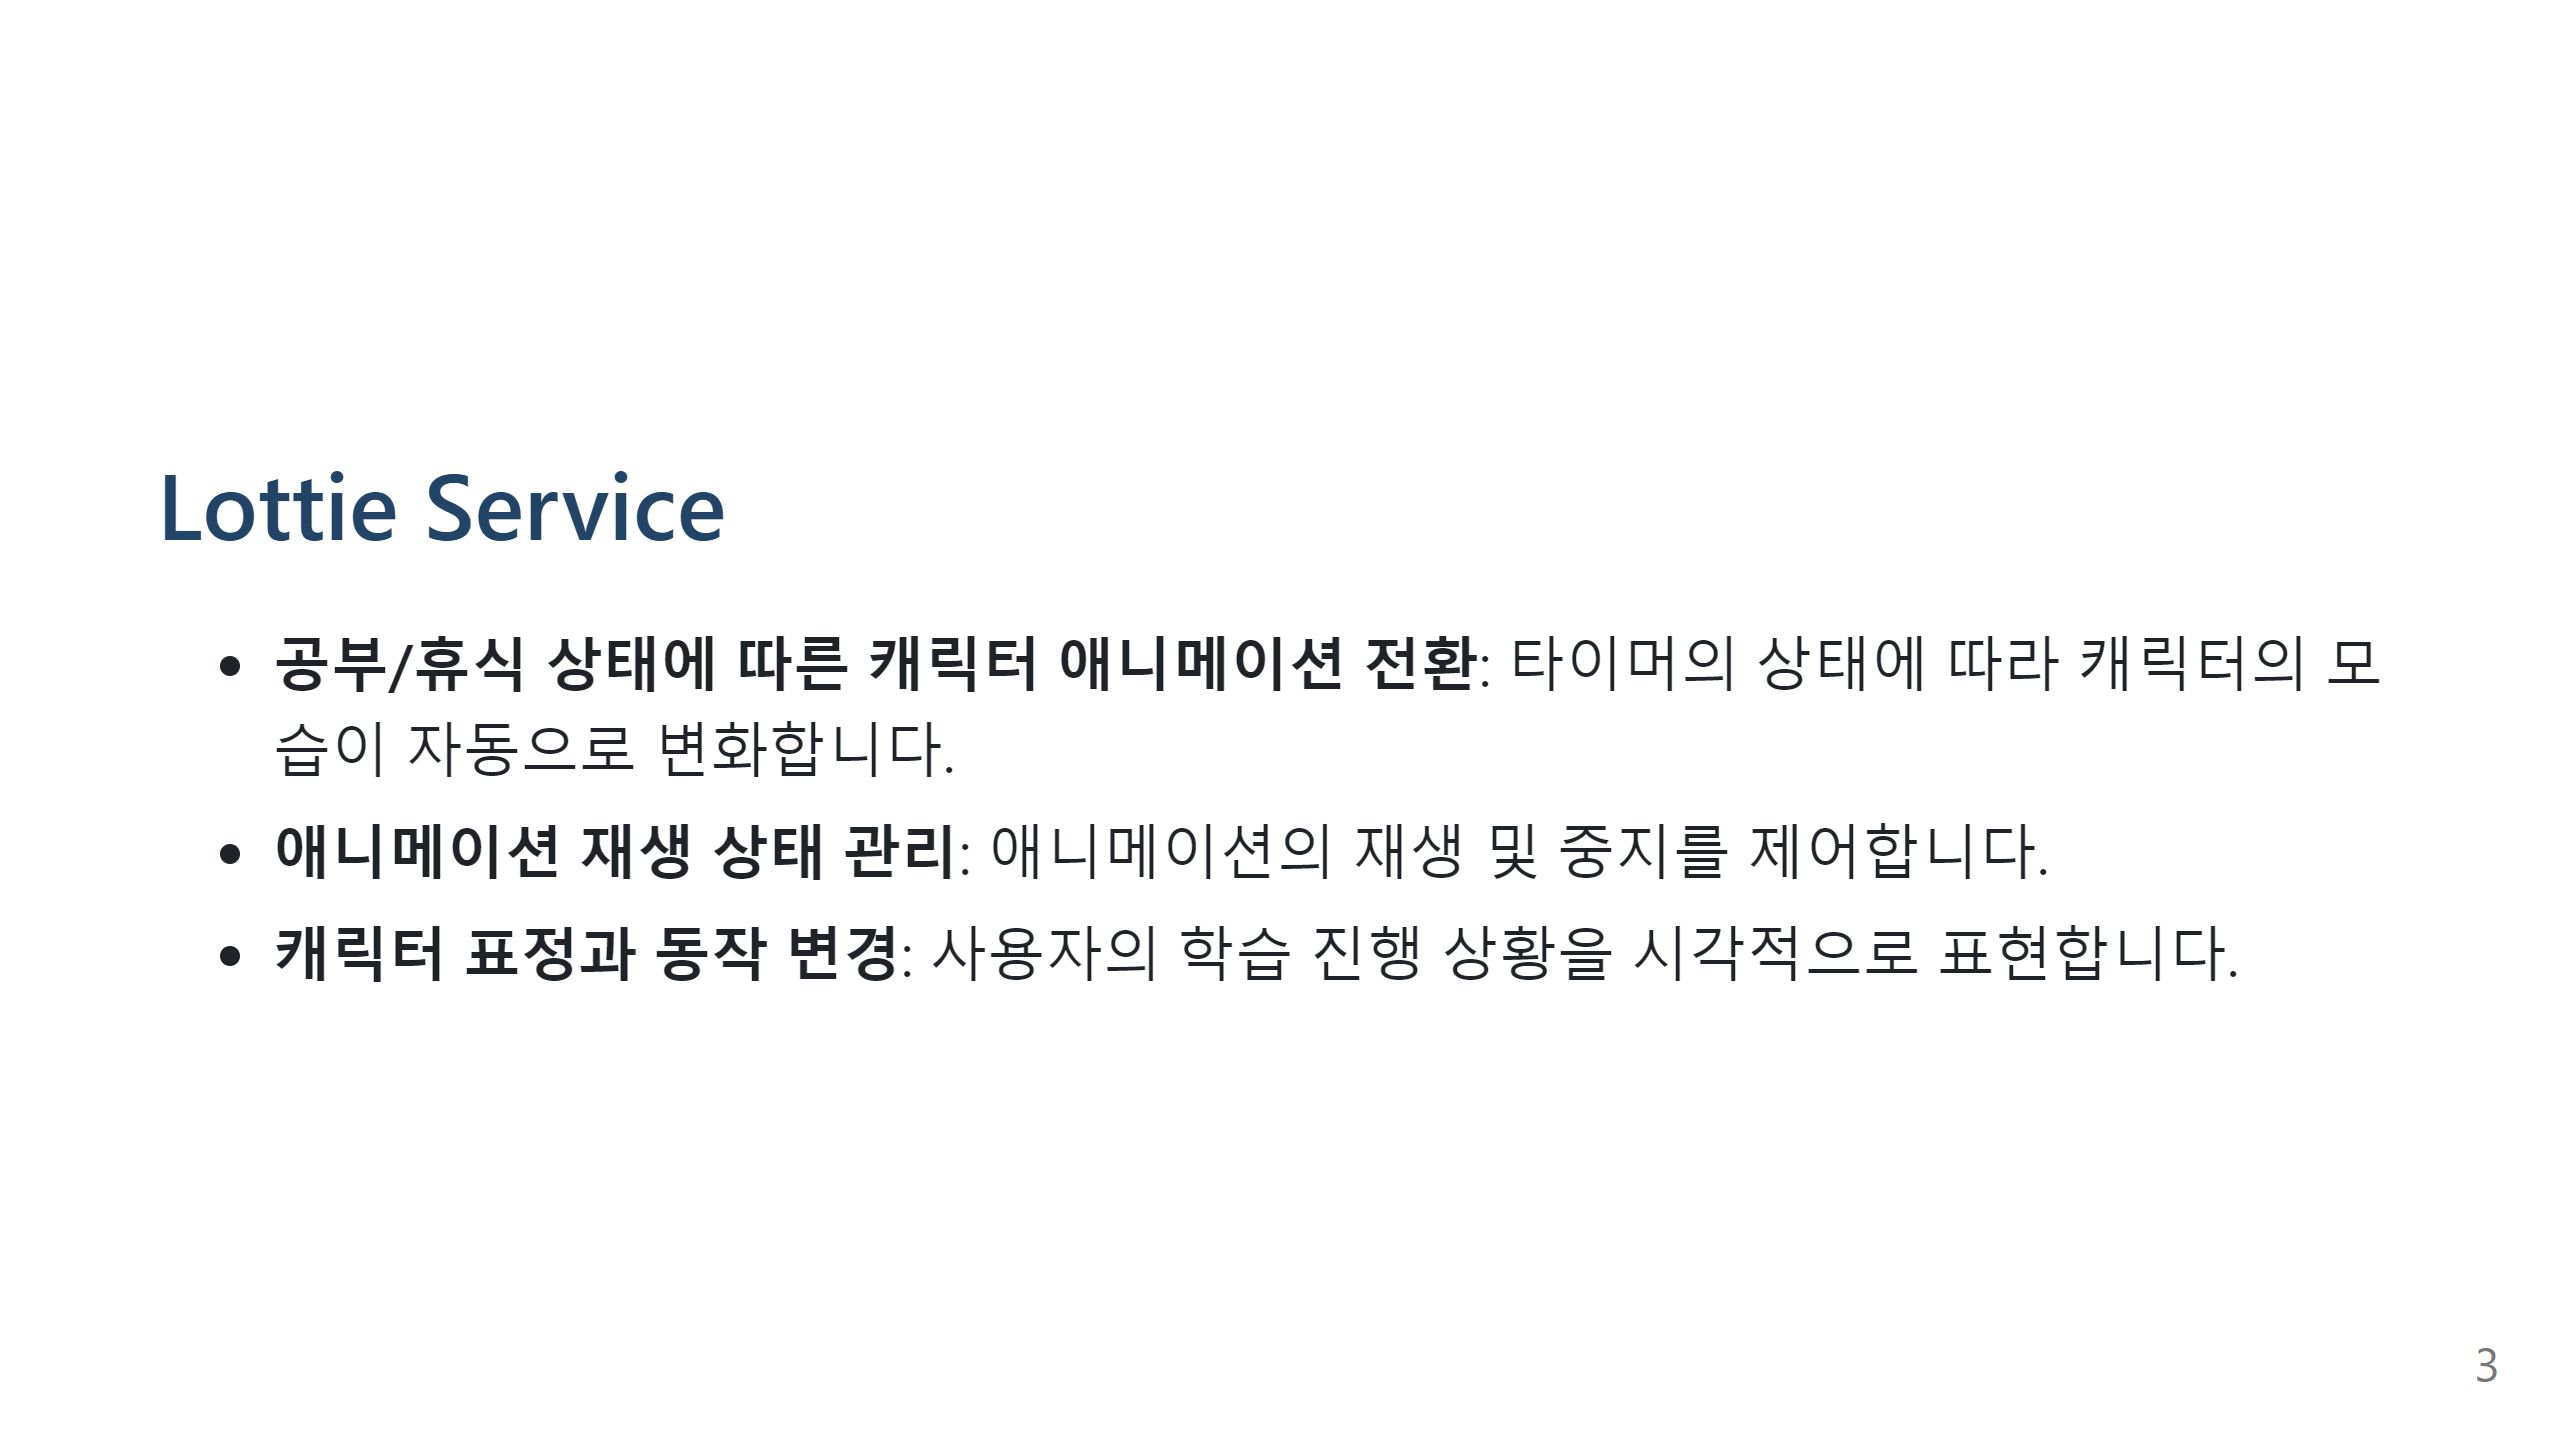 Lottie Service
• 공부/휴식 상태에 따른 캐릭터 애니메이션 전환: 타이머의 상태에 따라 캐릭터의 모
습이 자동으로 변화합니다.
• 애니메이션 재생 상태 관리: 애니메이션의 재생 및 중지를 제어합니다.
• 캐릭터 표정과 동작 변경: 사용자의 학습 진행 상황을 시각적으로 표현합니다.
3